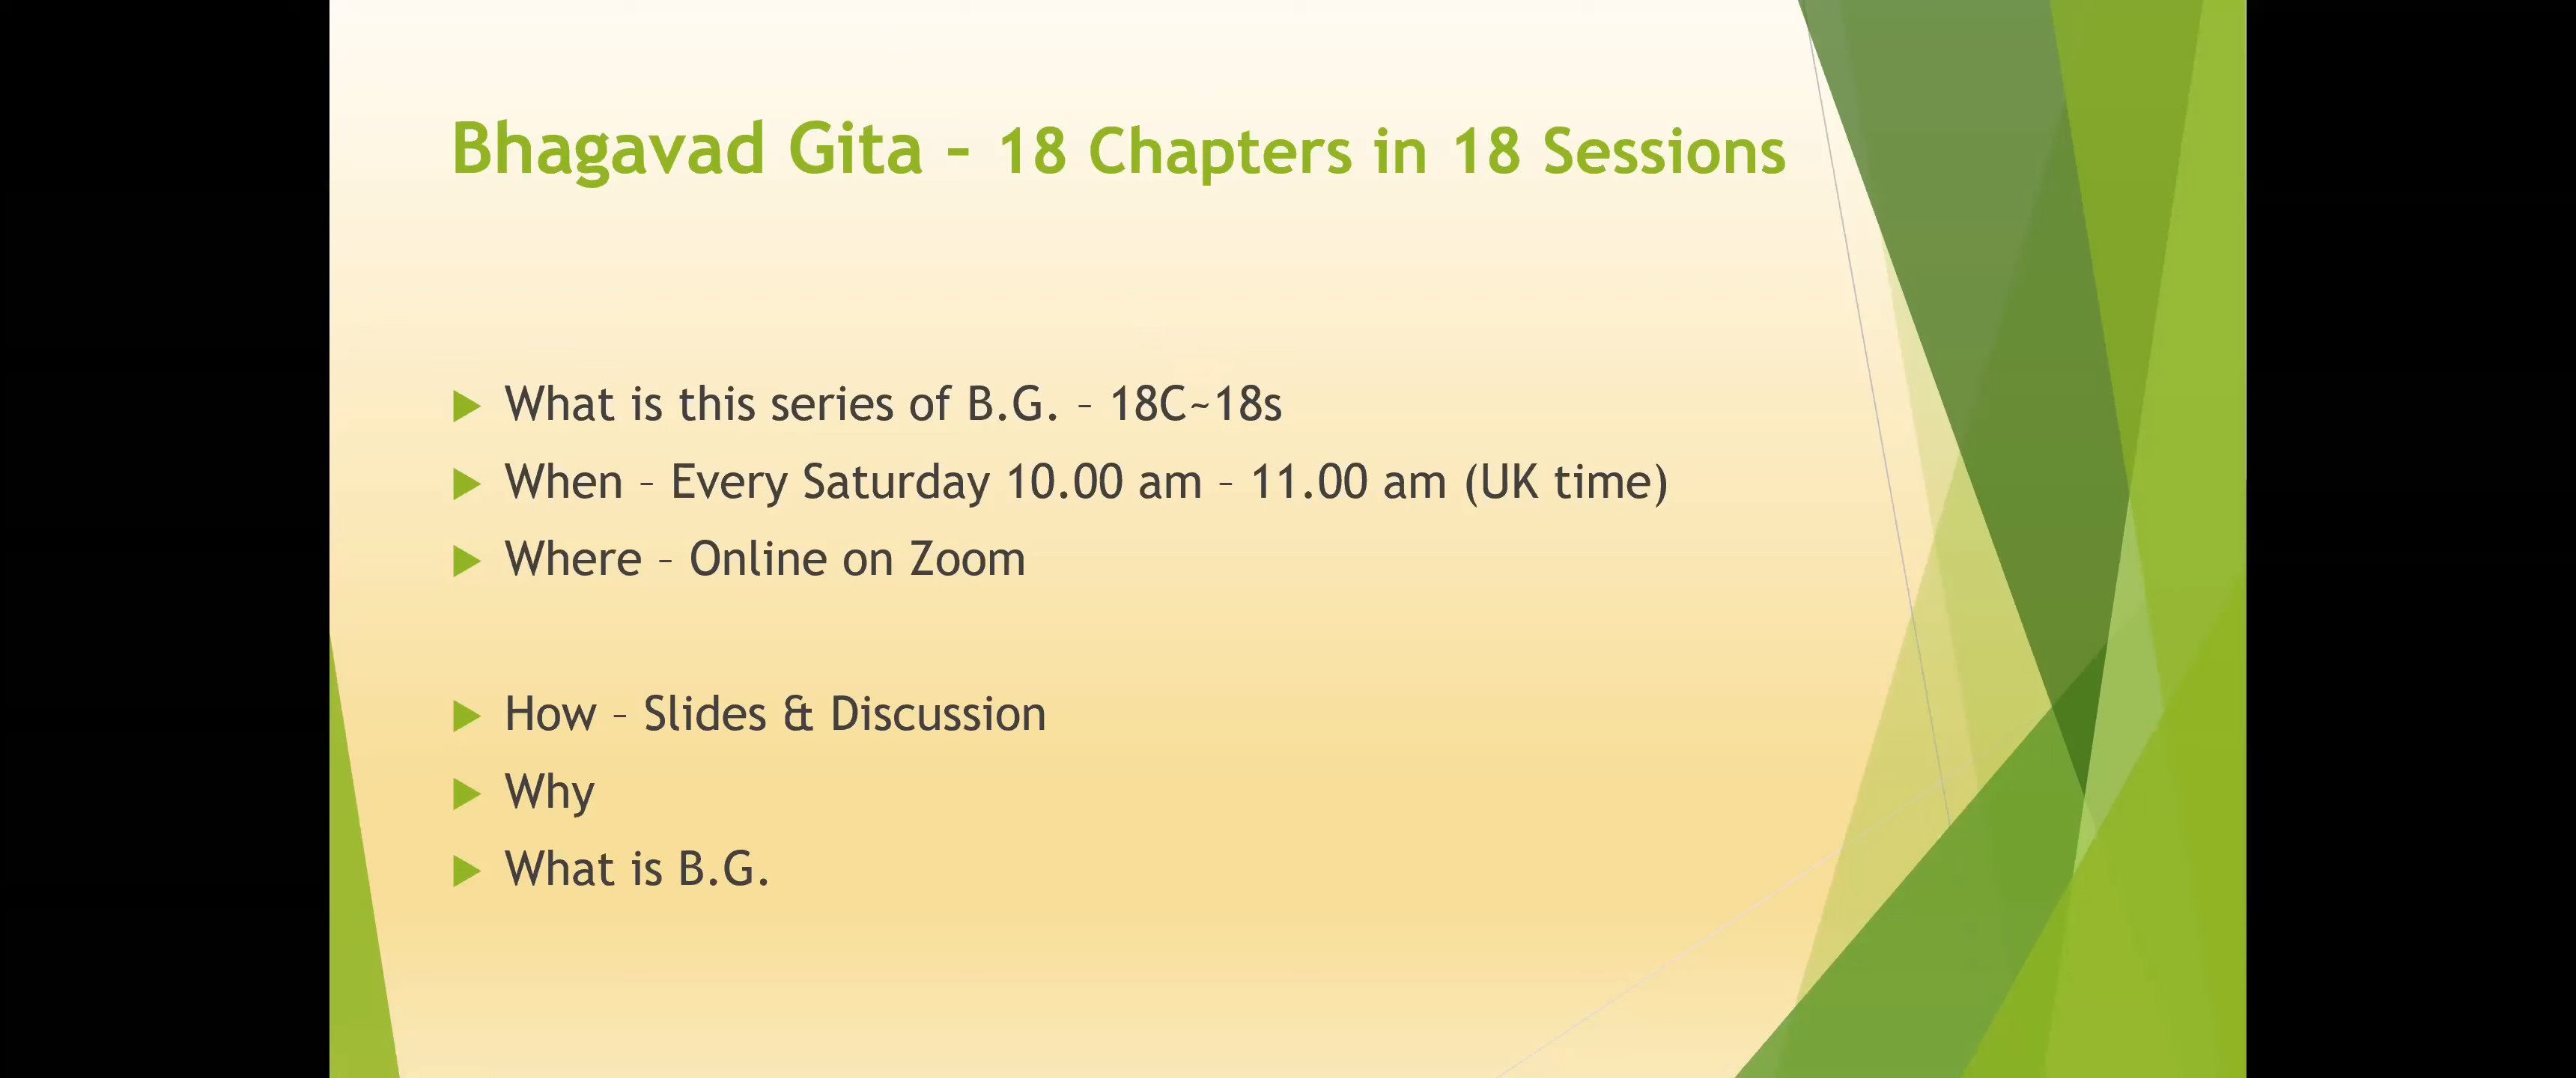 Bhagavad Gita – 18 Chapters in 18 Sessions
What is this series of B.G. – 18C~18s
When – Every Saturday 10.00 am – 11.00 am (UK time)
Where – Online on Zoom
How – Slides & Discussion
Why
What is B.G.